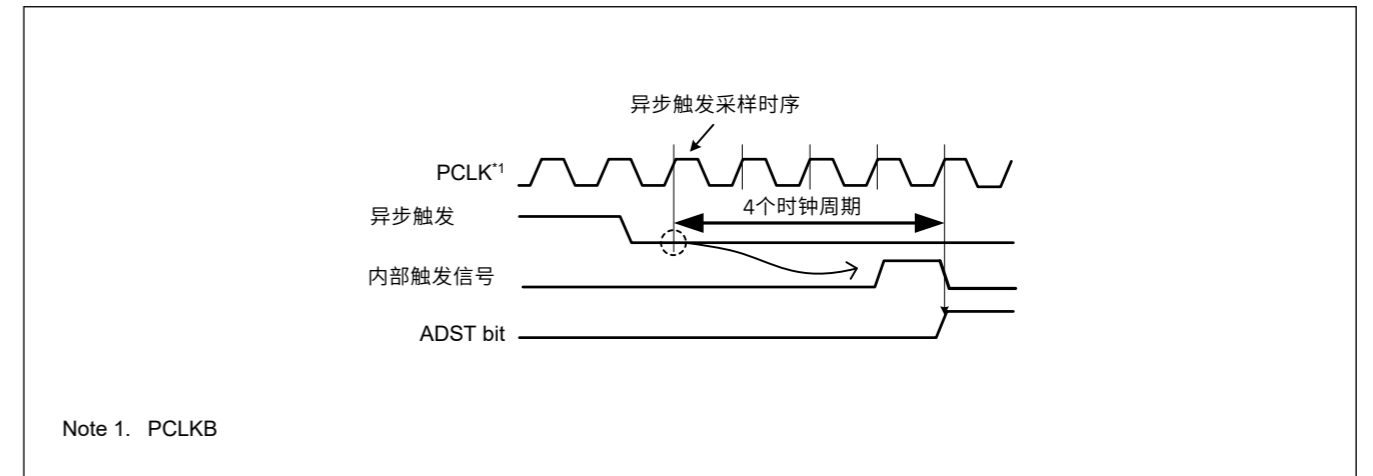 异步触发采样时序
PCLK*1
4个时钟周期
异步触发
内部触发信号
ADST bit
Note 1. PCLKB